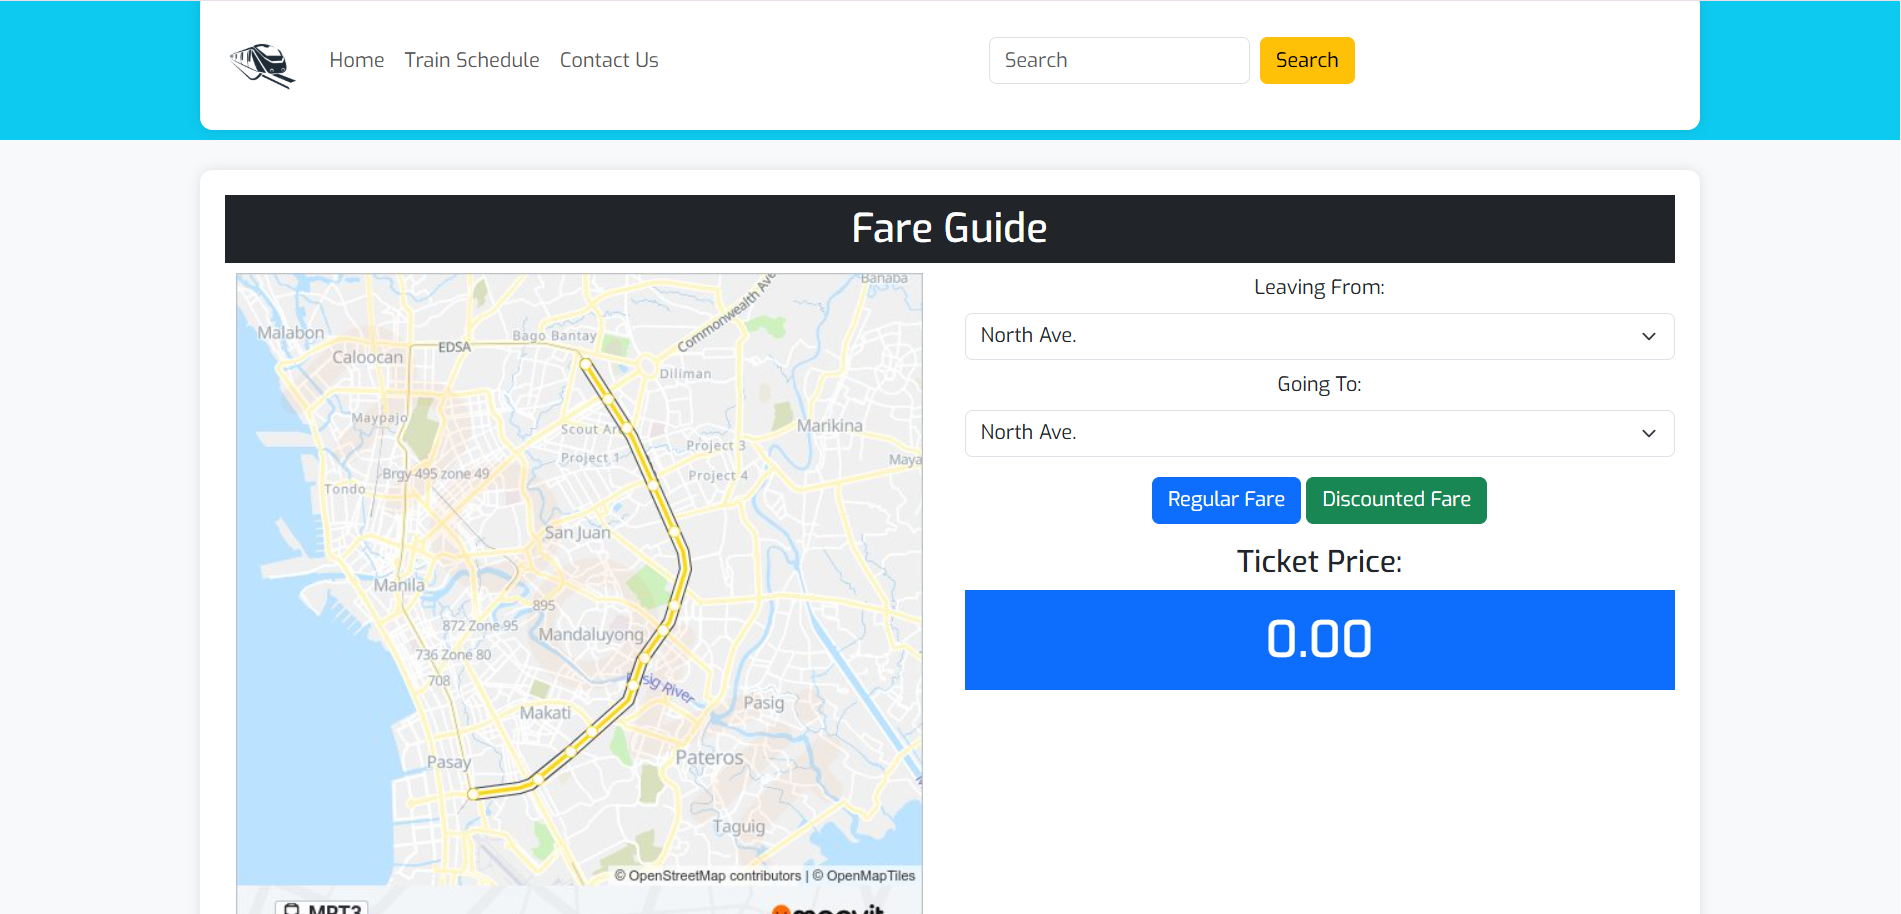 Home Train Schedule Contact Us Search Search
Fare Guide
Banaba
Commonwealth Ave
Malabon
Bago Bantay
EDSA
Caloocan
Diliman
Maypajo
Scout
Marikina
Project 3
Project 1
Maya
Brgy 495 zone 49
Project 4
Tondo
San Juan
Manila
895
872 Zone 95
Mandaluyong
736 Zone 80
708
sig River
Makati
Pasig
Pasay
Pateros
Taguig
© OpenStreetMap contributors | © OpenMapTiles
MRT3
moovit
Leaving From:
North Ave.
Going To:
North Ave.
Regular Fare Discounted Fare
Ticket Price:
0.00